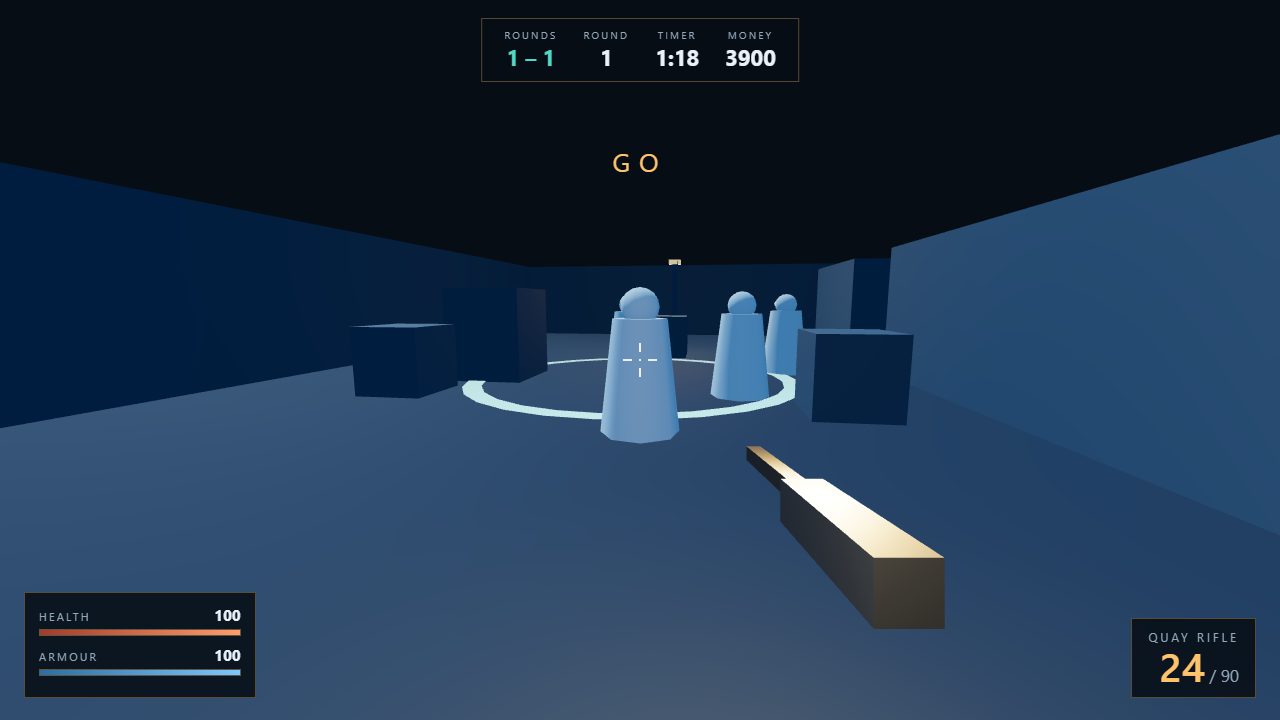 ROUNDS ROUND TIMER MONEY
1 – 1 1 1:18 3900
GO
HEALTH 100
ARMOUR 100
QUAY RIFLE
24 / 90